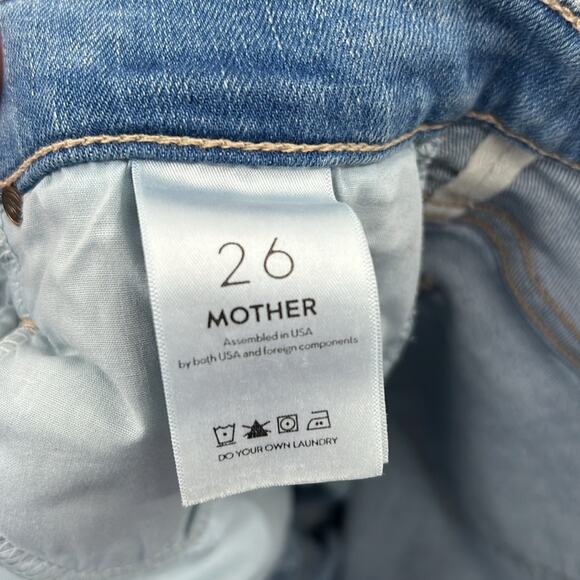 26
MOTHER
Assembled in USA
by both USA and foreign components
DO YOUR OWN LAUNDRY